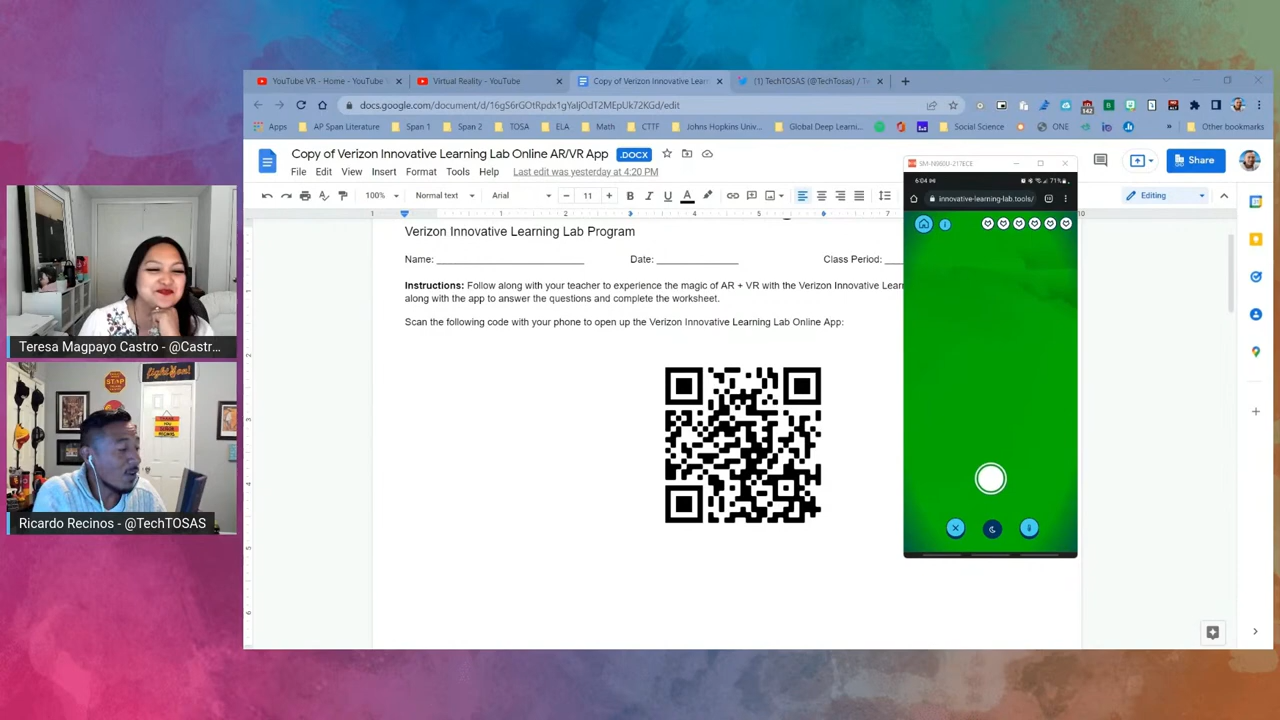 YouTube VR - Home - YouTube
Virtual Reality - YouTube
Copy of Verizon Innovative Lear
(1) TechTOSAS (@TechTosas) / T
docs.google.com/document/d/16gS6rGOtRpdx1gYaljOdT2MEpUk72KGd/edit
Apps
AP Span Literature
Span 1
Span 2
TOSA
ELA
Math
CTTF
Johns Hopkins Univ...
Global Deep Learni...
Social Science
ONE
Other bookmarks
Copy of Verizon Innovative Learning Lab Online AR/VR App
.DOCX
File Edit View Insert Format Tools Help
Last edit was yesterday at 4:20 PM
Share
100%
Normal text
Arial
11
Editing
Verizon Innovative Learning Lab Program
Name: Date: Class Period:
Instructions: Follow along with your teacher to experience the magic of AR + VR with the Verizon Innovative Lear
along with the app to answer the questions and complete the worksheet.
Scan the following code with your phone to open up the Verizon Innovative Learning Lab Online App:
6:04
71%
innovative-learning-lab.tools/
STOP
fight on!
Teresa Magpayo Castro - @Castr...
Ricardo Recinos - @TechTOSAS